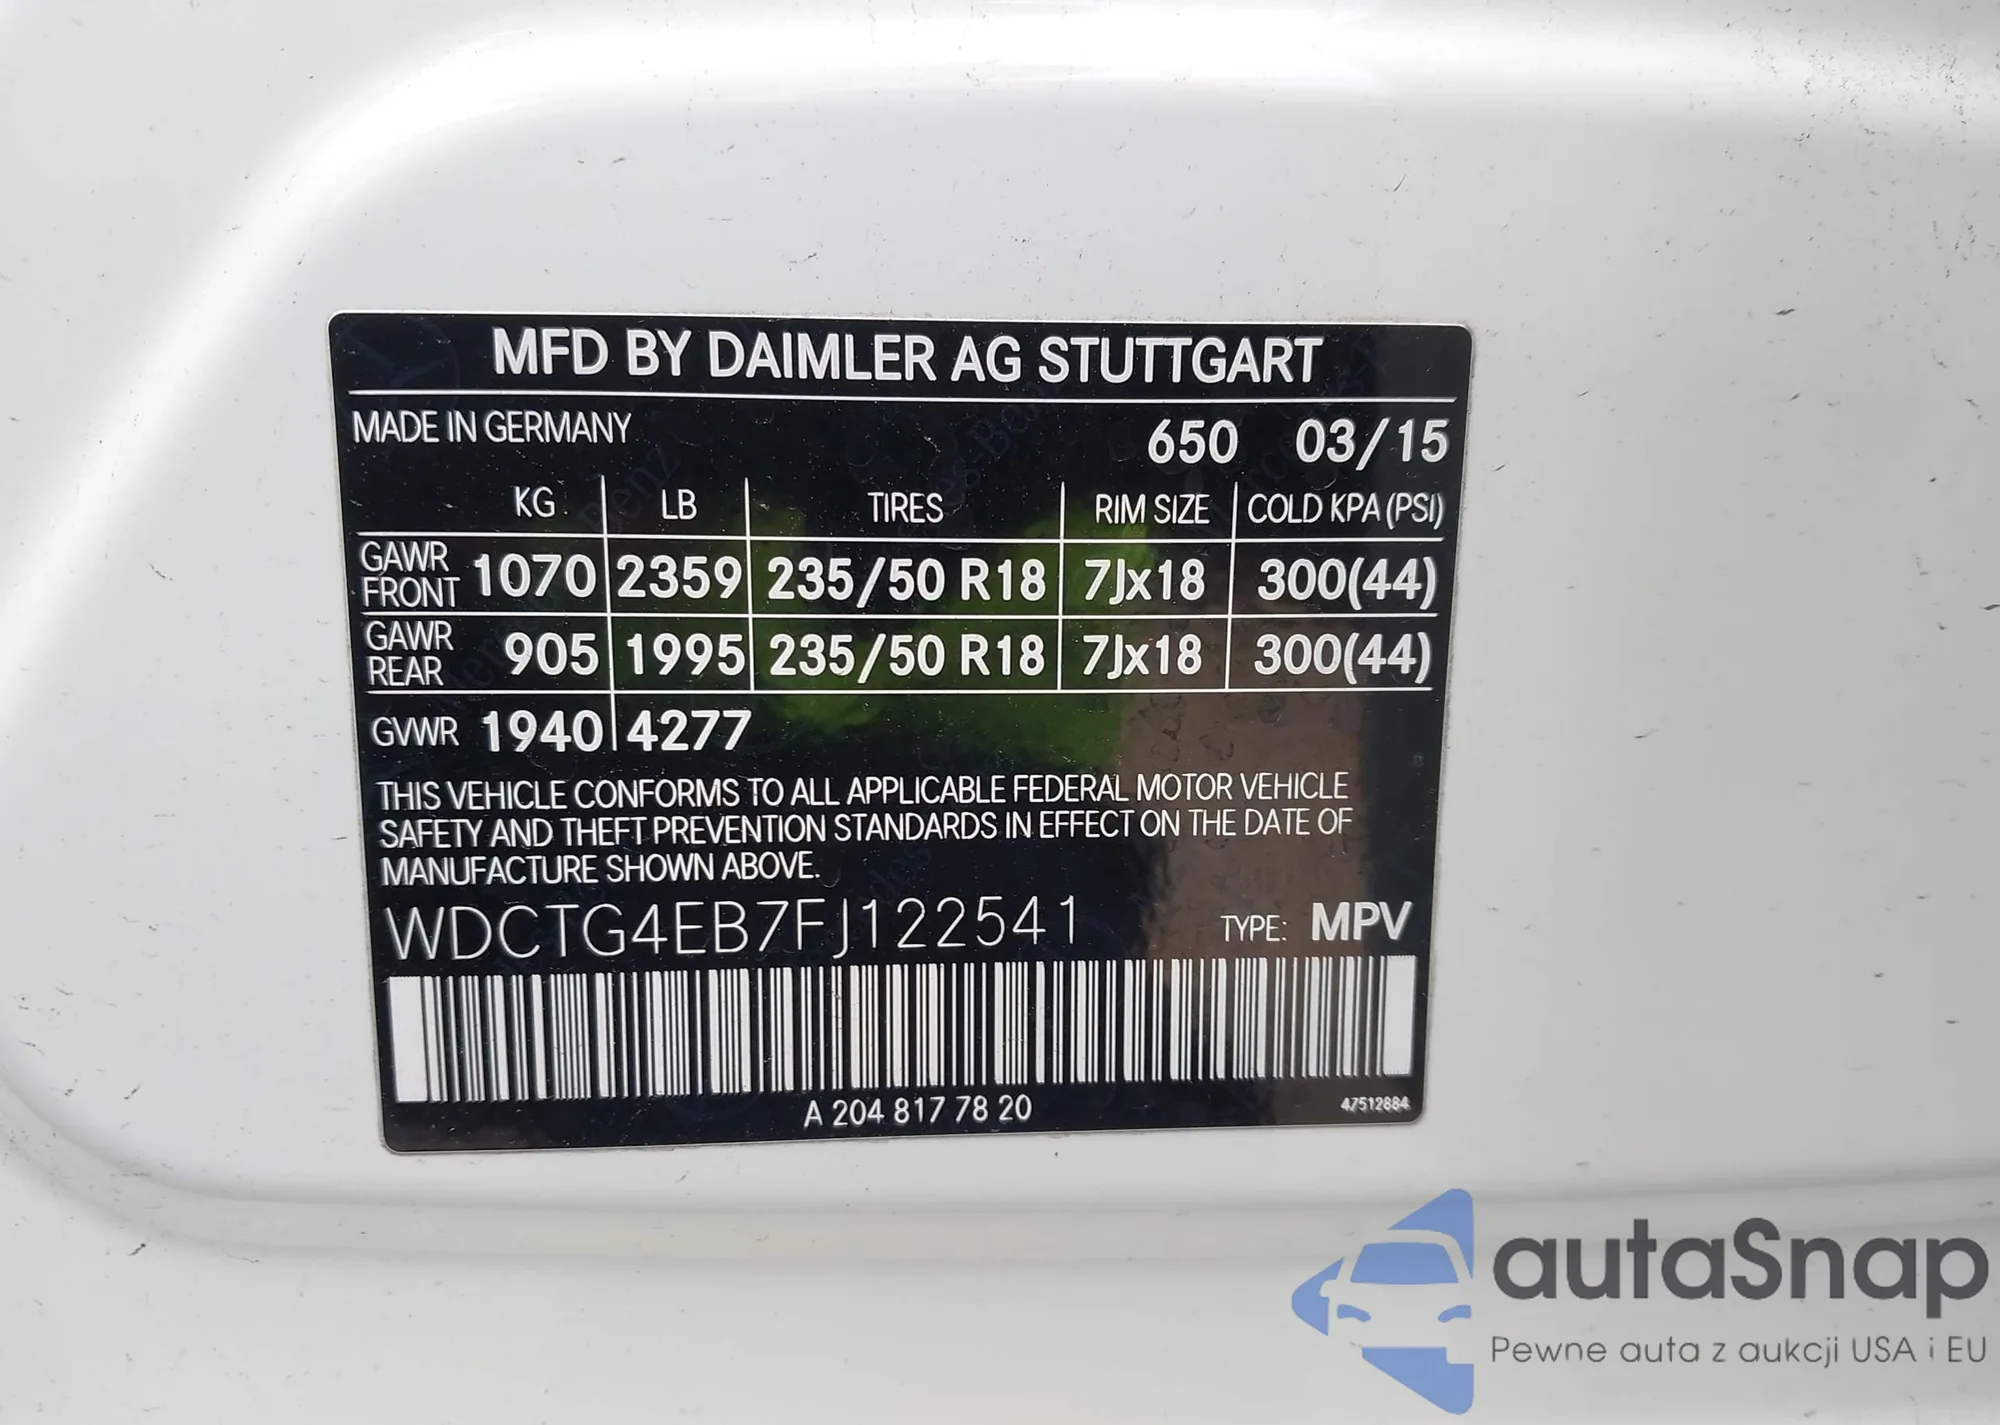 MFD BY DAIMLER AG STUTTGART
MADE IN GERMANY 650 03/15
KG LB TIRES RIM SIZE COLD KPA (PSI)
GAWR FRONT 1070 2359 235/50 R18 7Jx18 300(44)
GAWR REAR 905 1995 235/50 R18 7Jx18 300(44)
GVWR 1940 4277
THIS VEHICLE CONFORMS TO ALL APPLICABLE FEDERAL MOTOR VEHICLE
SAFETY AND THEFT PREVENTION STANDARDS IN EFFECT ON THE DATE OF
MANUFACTURE SHOWN ABOVE.
WDCTG4EB7FJ122541 TYPE: MPV
A 204 817 78 20 47512884
autaSnap
Pewne auta z aukcji USA i EU